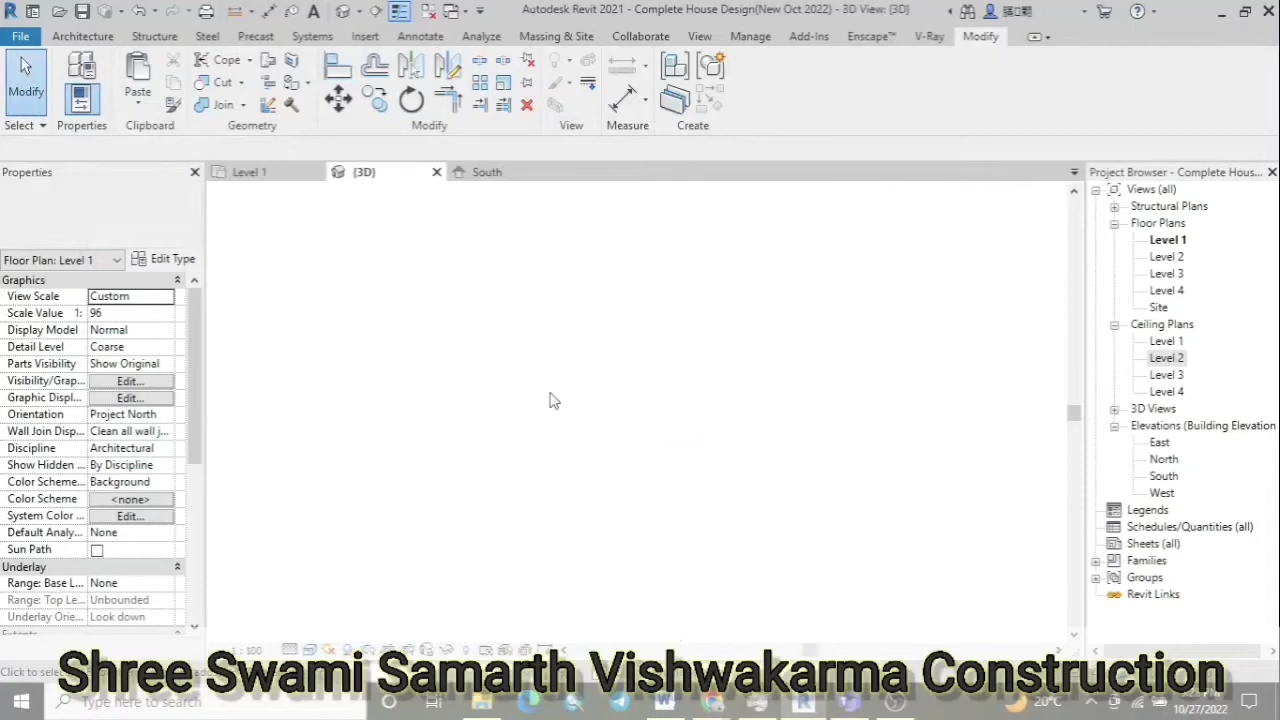 Autodesk Revit 2021 - Complete House Design(New Oct 2022) - 3D View: {3D}
File Architecture Structure Steel Precast Systems Insert Annotate Analyze Massing & Site Collaborate View Manage Add-Ins Enscape™ V-Ray Modify
Modify Paste Cope Cut Join
Select Properties Clipboard Geometry Modify View Measure Create
Properties
Level 1 {3D} South
Project Browser - Complete Hous...
Floor Plan: Level 1 Edit Type
Graphics
View Scale Custom
Scale Value 1: 96
Display Model Normal
Detail Level Coarse
Parts Visibility Show Original
Visibility/Grap... Edit...
Graphic Displ... Edit...
Orientation Project North
Wall Join Disp... Clean all wall j...
Discipline Architectural
Show Hidden ... By Discipline
Color Scheme... Background
Color Scheme <none>
System Color ... Edit...
Default Analy... None
Sun Path
Underlay
Range: Base L... None
Range: Top Le... Unbounded
Underlay Orie... Look down
Views (all)
Structural Plans
Floor Plans
Level 1
Level 2
Level 3
Level 4
Site
Ceiling Plans
Level 1
Level 2
Level 3
Level 4
3D Views
Elevations (Building Elevation
East
North
South
West
Legends
Schedules/Quantities (all)
Sheets (all)
Families
Groups
Revit Links
1 : 100
Click to selec
Shree Swami Samarth Vishwakarma Construction
Type here to search
20°C
10/27/2022